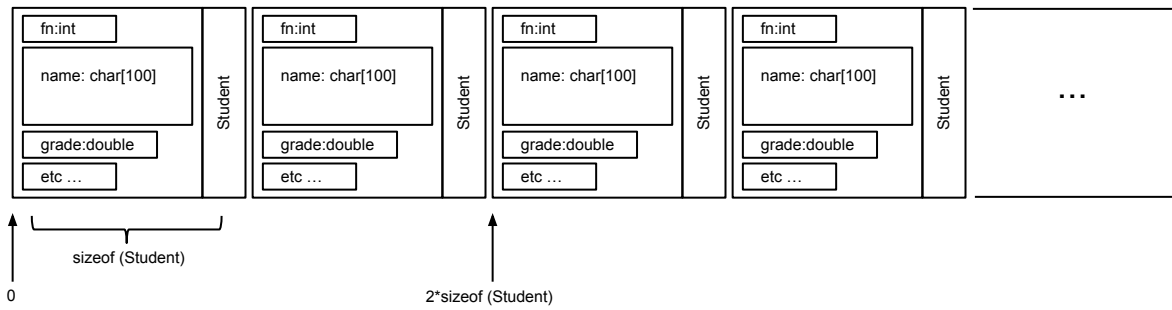 fn:int
name: char[100]
grade:double
etc ...
Student
fn:int
name: char[100]
grade:double
etc ...
Student
fn:int
name: char[100]
grade:double
etc ...
Student
fn:int
name: char[100]
grade:double
etc ...
Student
...
sizeof (Student)
0
2*sizeof (Student)